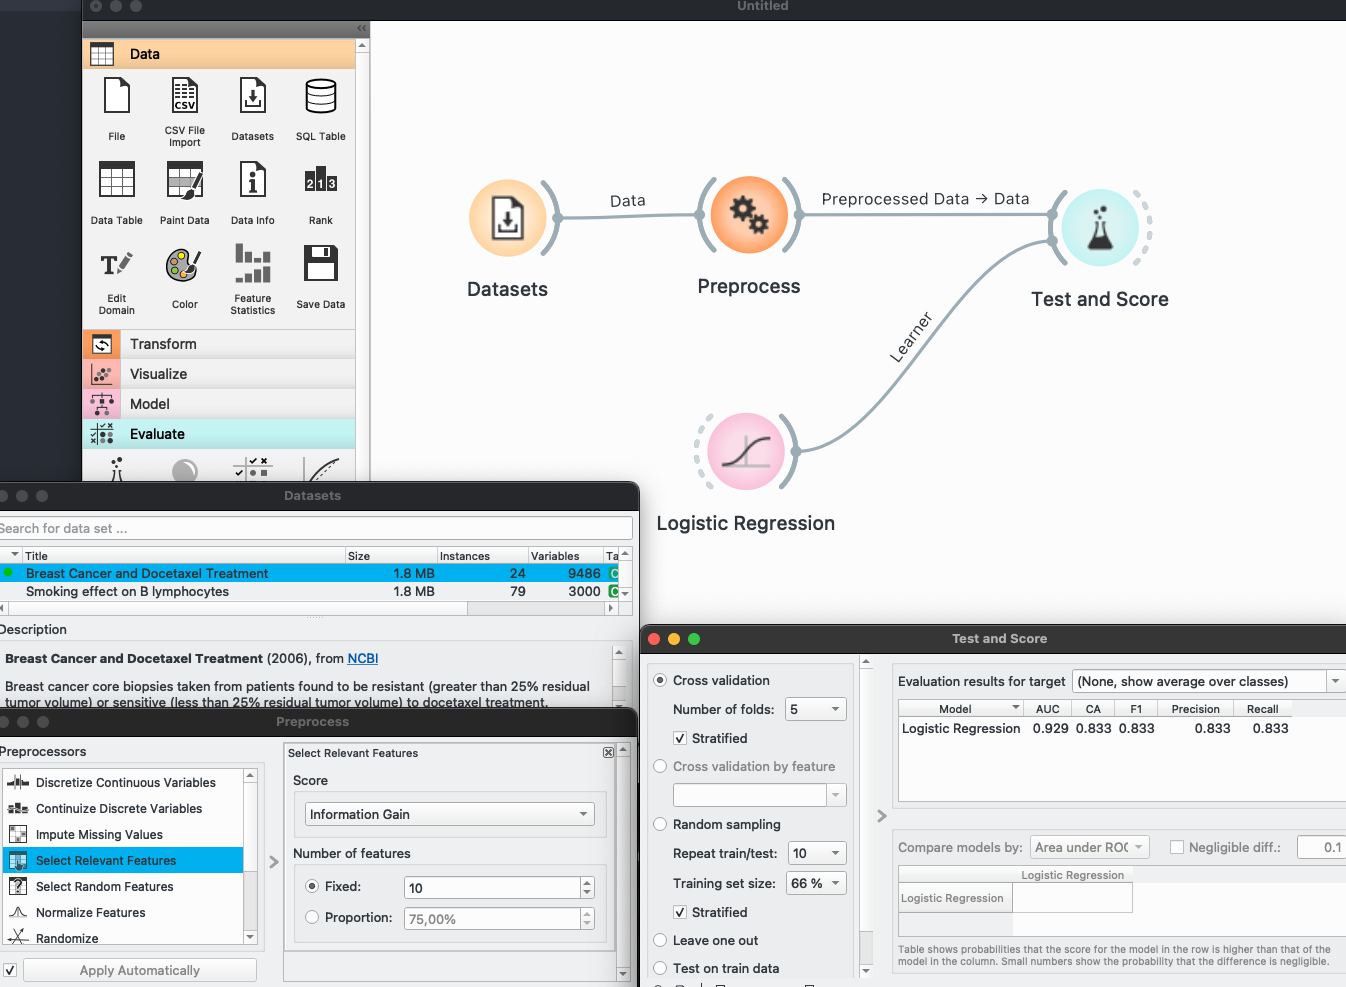 Untitled
Data
File
CSV File Import
Datasets
SQL Table
Data Table
Paint Data
Data Info
Rank
Edit Domain
Color
Feature Statistics
Save Data
Transform
Visualize
Model
Evaluate
Data
Preprocessed Data → Data
Datasets
Preprocess
Test and Score
Learner
Logistic Regression
Datasets
Search for data set ...
Title Size Instances Variables Ta
Breast Cancer and Docetaxel Treatment 1.8 MB 24 9486 C
Smoking effect on B lymphocytes 1.8 MB 79 3000 C
Description
Breast Cancer and Docetaxel Treatment (2006), from NCBI
Breast cancer core biopsies taken from patients found to be resistant (greater than 25% residual
tumor volume) or sensitive (less than 25% residual tumor volume) to docetaxel treatment.
Preprocess
Preprocessors
Discretize Continuous Variables
Continuize Discrete Variables
Impute Missing Values
Select Relevant Features
Select Random Features
Normalize Features
Randomize
Apply Automatically
Select Relevant Features
Score
Information Gain
Number of features
Fixed: 10
Proportion: 75,00%
Test and Score
Cross validation
Number of folds: 5
Stratified
Cross validation by feature
Random sampling
Repeat train/test: 10
Training set size: 66 %
Stratified
Leave one out
Test on train data
Evaluation results for target (None, show average over classes)
Model AUC CA F1 Precision Recall
Logistic Regression 0.929 0.833 0.833 0.833 0.833
Compare models by: Area under ROC Negligible diff.: 0.1
Logistic Regression
Logistic Regression
Table shows probabilities that the score for the model in the row is higher than that of the
model in the column. Small numbers show the probability that the difference is negligible.